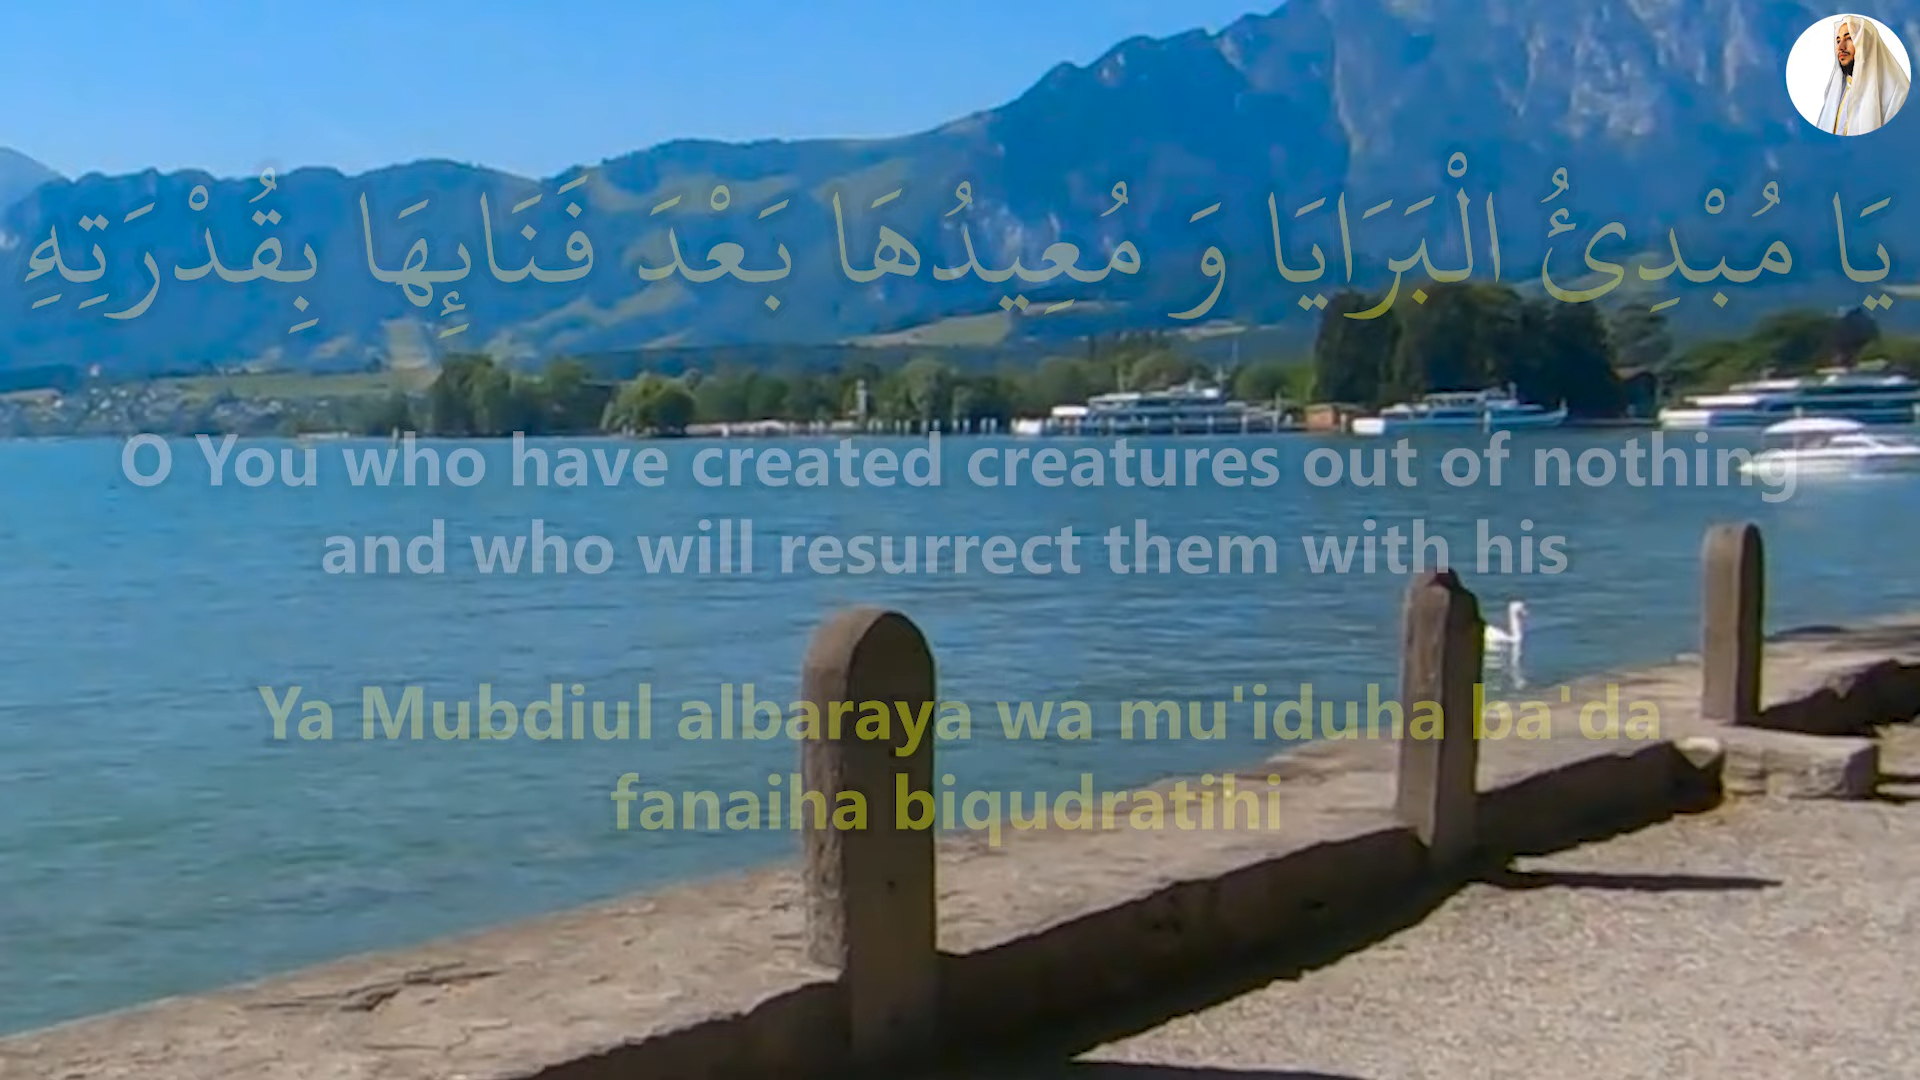 يَا مُبْدِئُ الْبَرَايَا وَ مُعِيدُهَا بَعْدَ فَنَايِٕهَا بِقُدْرَتِهِ
O You who have created creatures out of nothing
and who will resurrect them with his
Ya Mubdiul albaraya wa mu'iduha ba'da
fanaiha biqudratihi